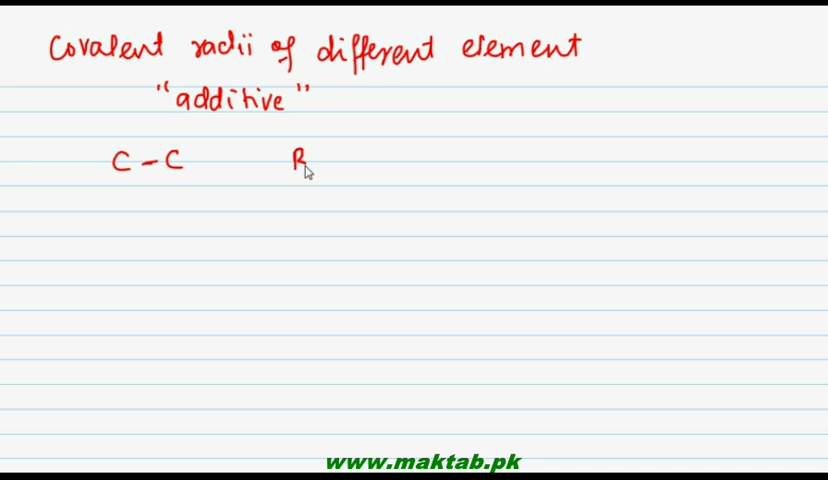 Covalent radii of different element
"additive"
C - C R
www.maktab.pk